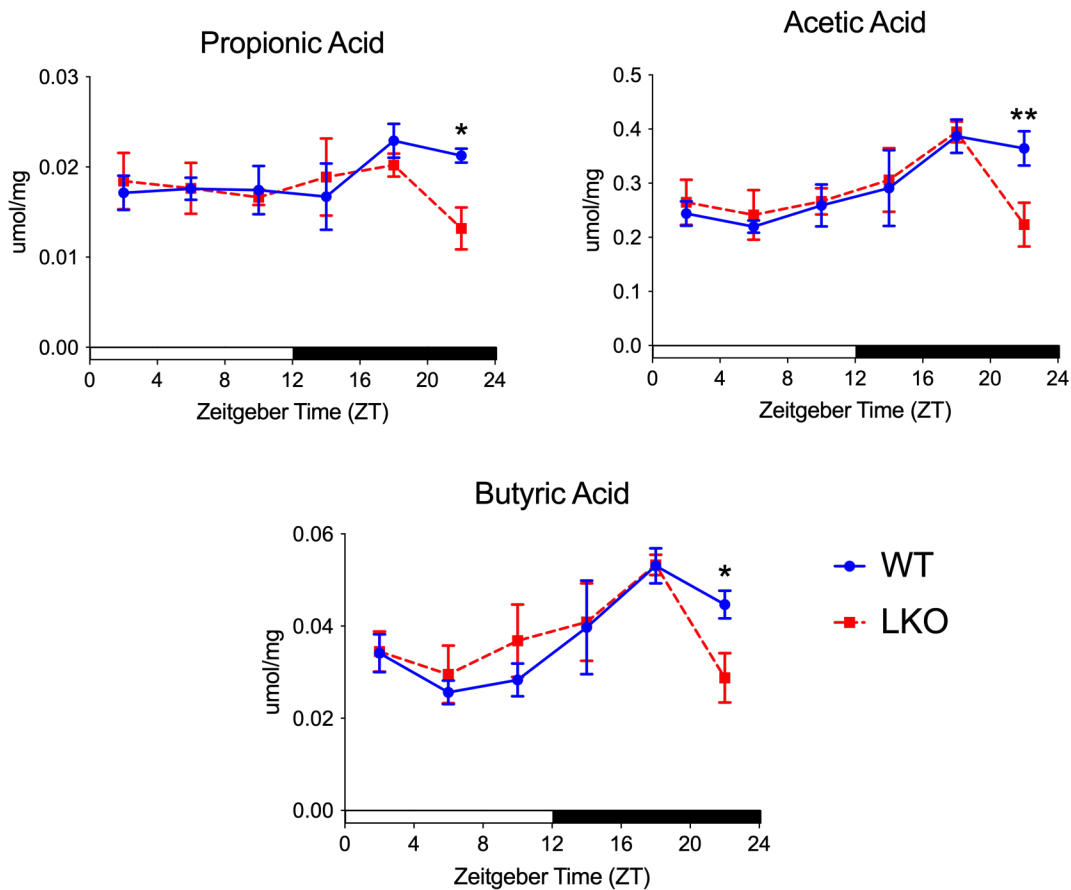 Propionic Acid
0.03
0.02
0.01
0.00
umol/mg
*
0 4 8 12 16 20 24
Zeitgeber Time (ZT)
Acetic Acid
0.5
0.4
0.3
0.2
0.1
0.0
umol/mg
**
0 4 8 12 16 20 24
Zeitgeber Time (ZT)
Butyric Acid
0.06
0.04
0.02
0.00
umol/mg
*
0 4 8 12 16 22 24
Zeitgeber Time (ZT)
WT
LKO